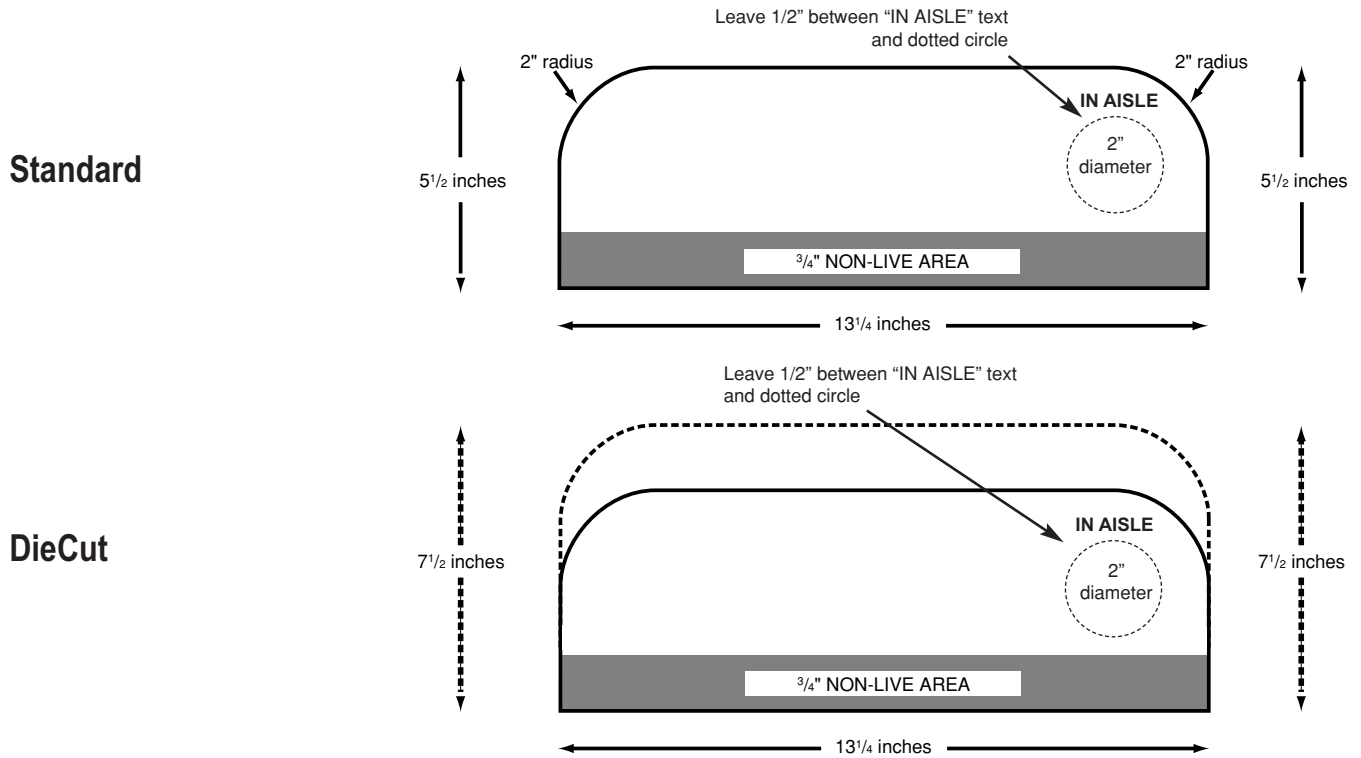 Leave 1/2” between “IN AISLE” text
and dotted circle
2" radius
2" radius
IN AISLE
2”
diameter
Standard
5 1/2 inches
5 1/2 inches
3/4" NON-LIVE AREA
13 1/4 inches
Leave 1/2” between “IN AISLE” text
and dotted circle
IN AISLE
DieCut
7 1/2 inches
2”
diameter
7 1/2 inches
3/4" NON-LIVE AREA
13 1/4 inches